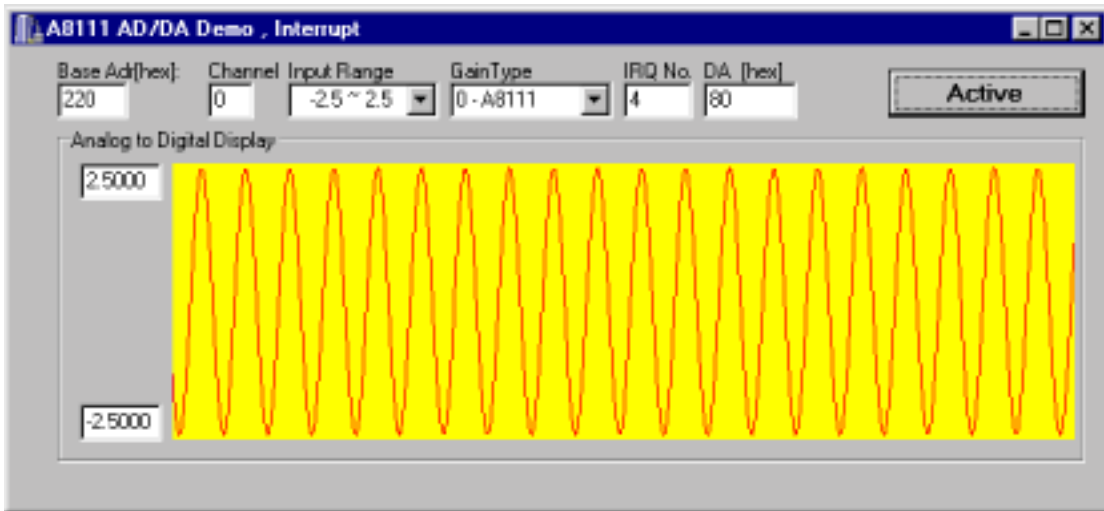 A8111 AD/DA Demo , Interrupt
Base Adr[hex]: Channel Input Range GainType IRQ No. DA [hex]
220 0 -2.5 ~ 2.5 0 - A8111 4 80 Active
Analog to Digital Display
2.5000
-2.5000